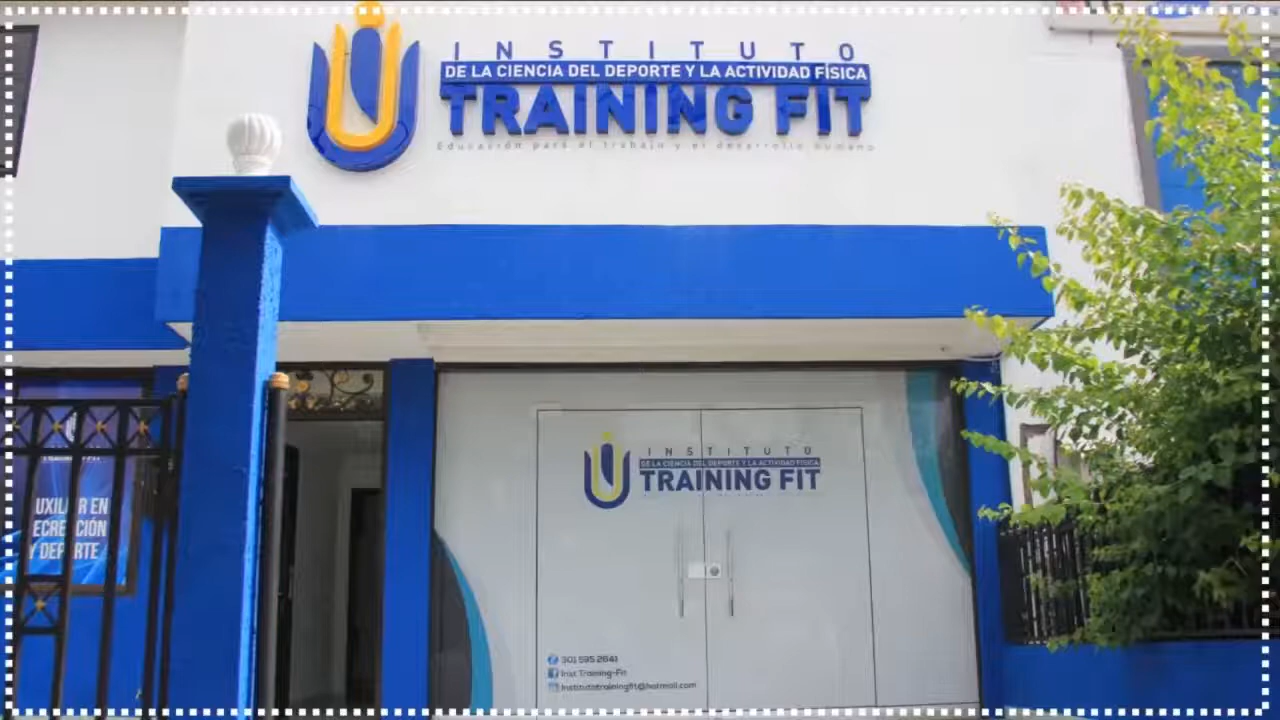 INSTITUTO
DE LA CIENCIA DEL DEPORTE Y LA ACTIVIDAD FÍSICA
TRAINING FIT
Educación para el trabajo y el desarrollo humano
INSTITUTO
DE LA CIENCIA DEL DEPORTE Y LA ACTIVIDAD FÍSICA
TRAINING FIT
UXILIAR EN
ECREACIÓN
Y DEPORTE
301 595 2641
Inst Training-Fit
institutotrainingfit@hotmail.com